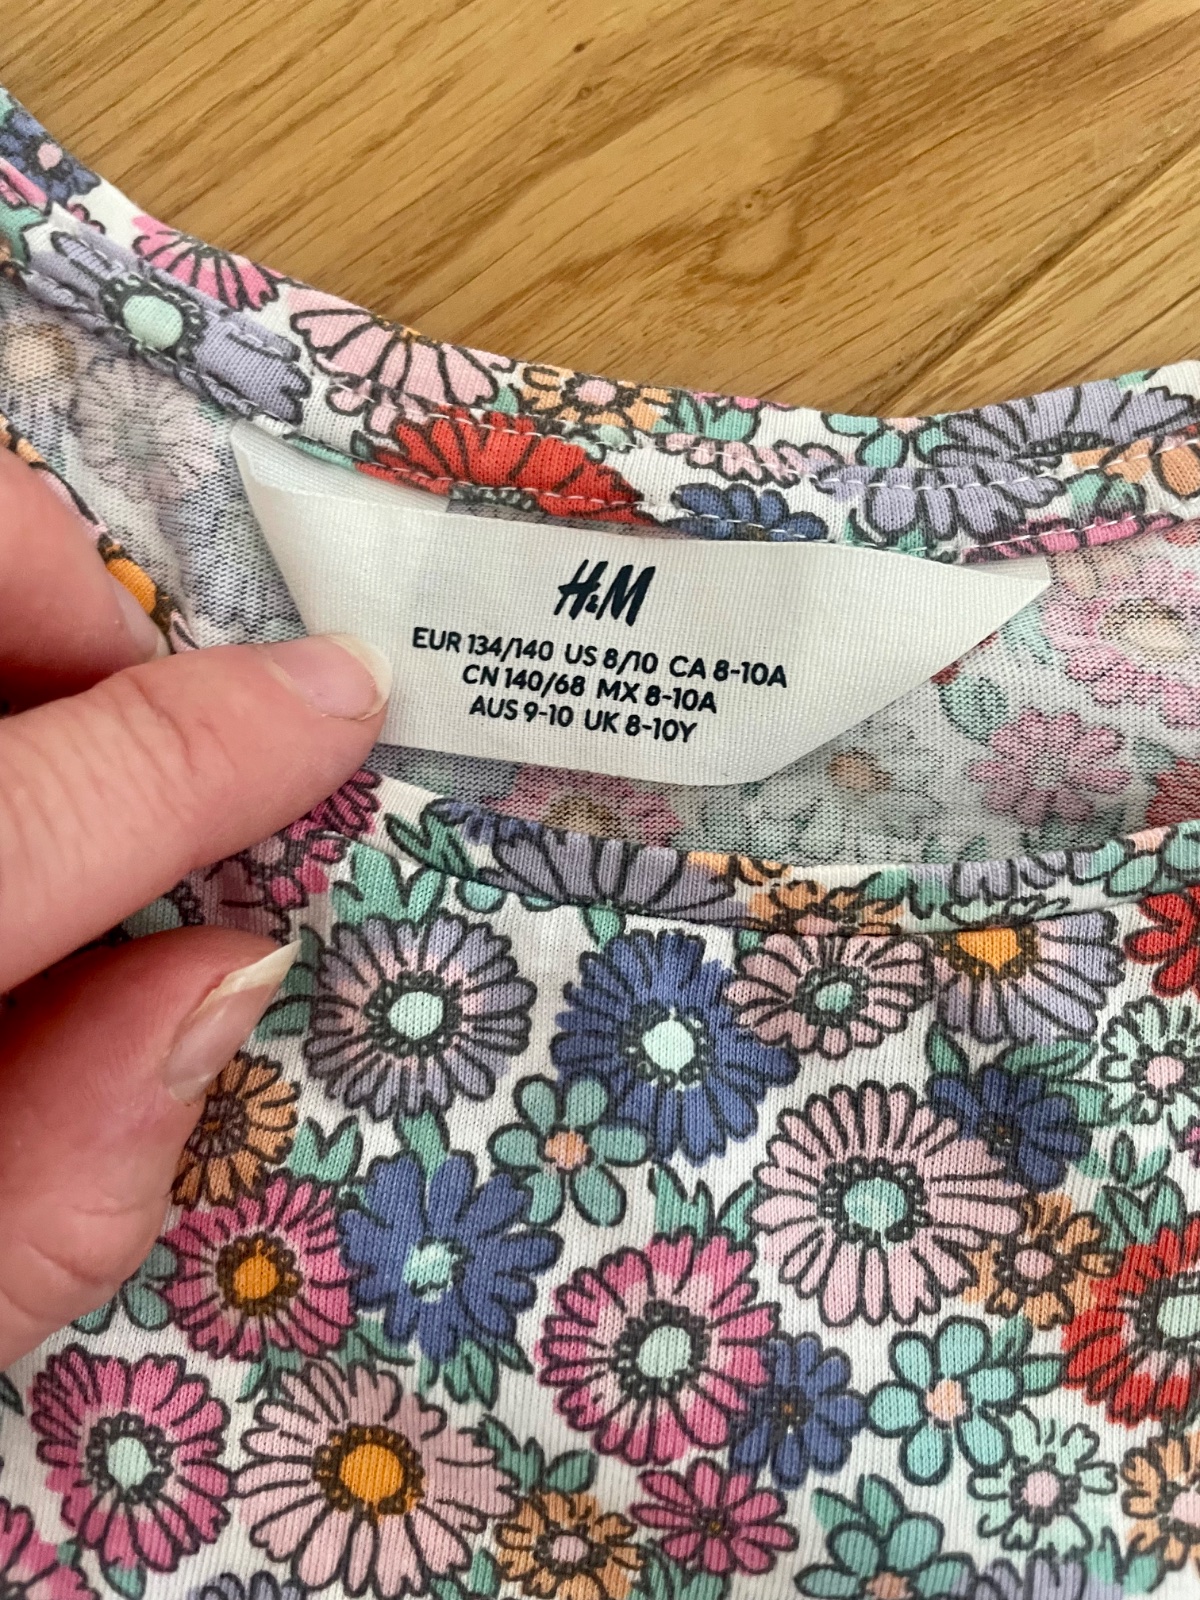 H&M
EUR 134/140 US 8/10 CA 8-10A
CN 140/68 MX 8-10A
AUS 9-10 UK 8-10Y